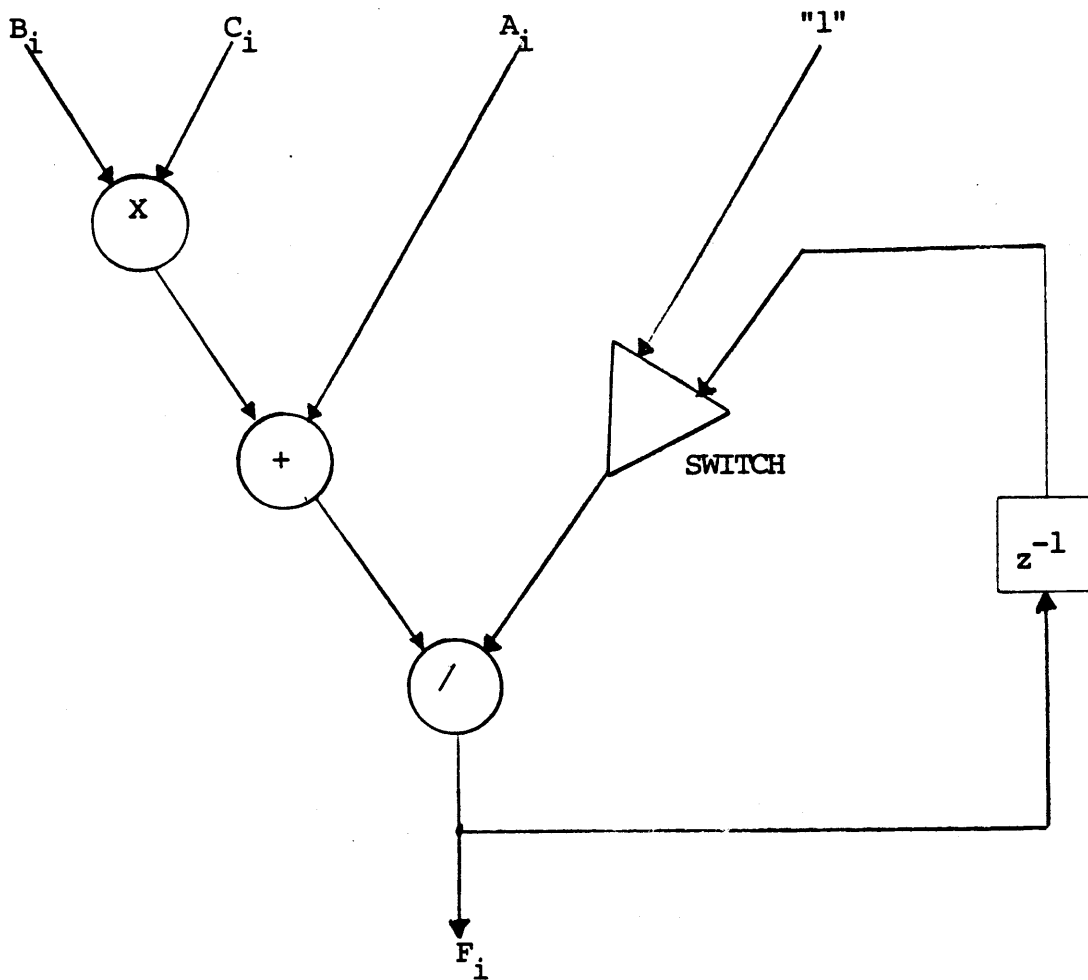 B_i C_i A_i "1"
X
+
SWITCH
z^-1
/
F_i